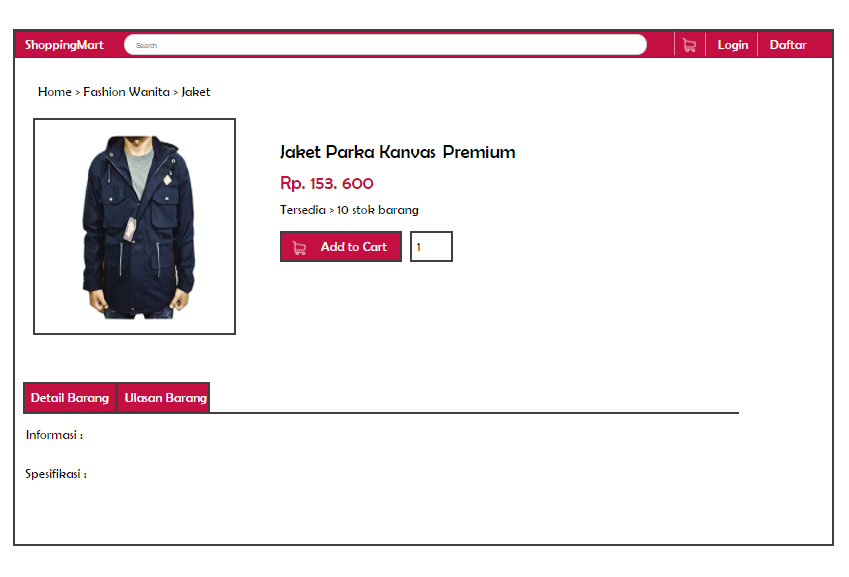 ShoppingMart Search Login Daftar
Home > Fashion Wanita > Jaket
Jaket Parka Kanvas Premium
Rp. 153. 600
Tersedia > 10 stok barang
Add to Cart 1
Detail Barang Ulasan Barang
Informasi :
Spesifikasi :